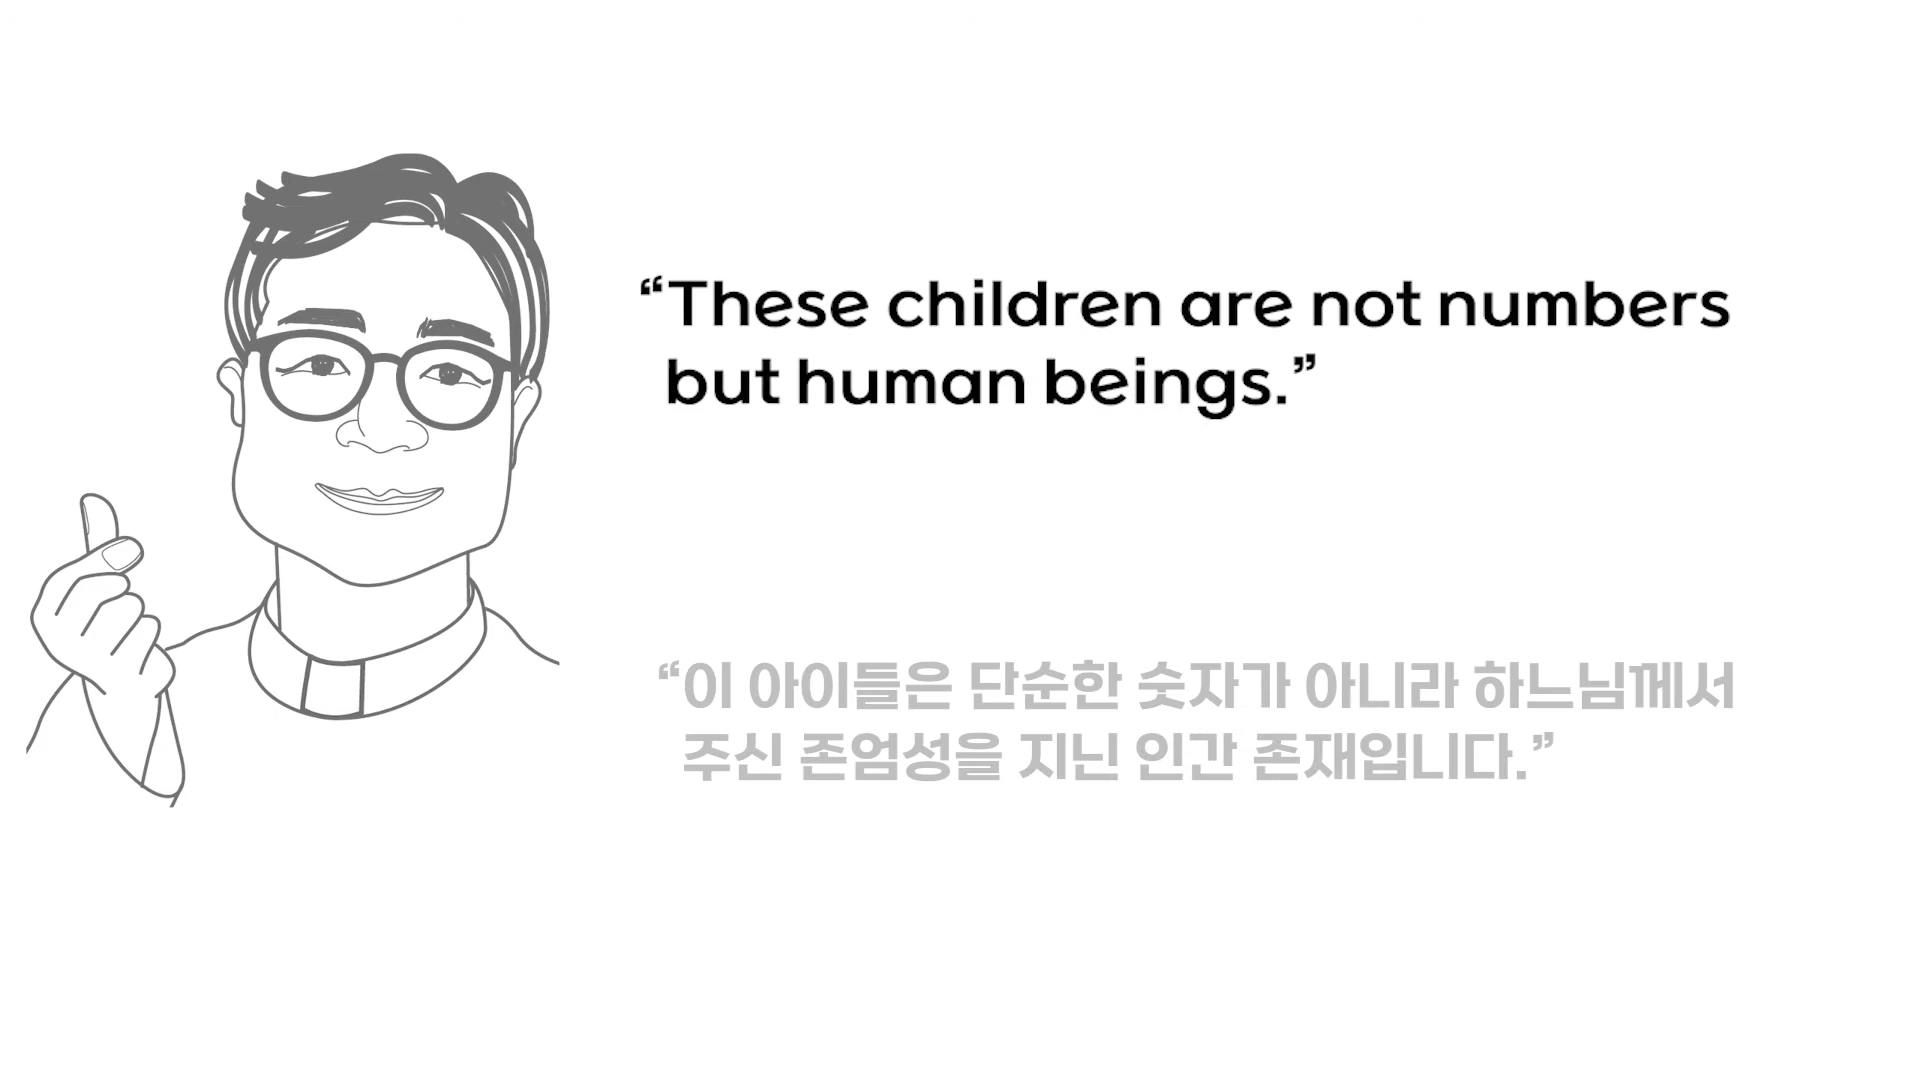 “These children are not numbers
but human beings.”
“이 아이들은 단순한 숫자가 아니라 하느님께서
주신 존엄성을 지닌 인간 존재입니다.”